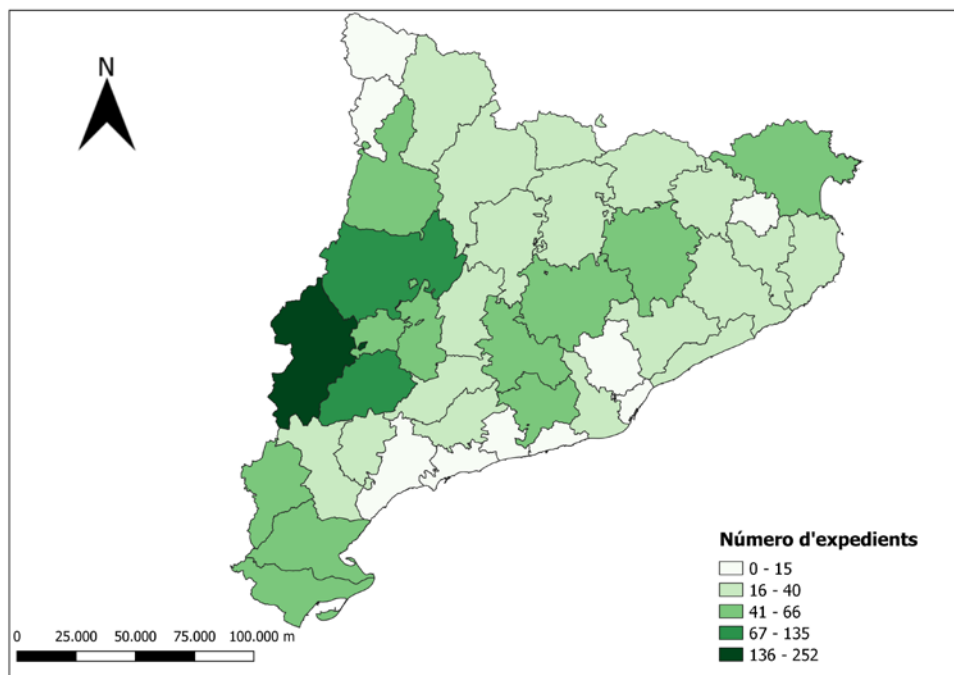 N
Número d'expedients
0 - 15
16 - 40
41 - 66
67 - 135
136 - 252
0 25.000 50.000 75.000 100.000 m